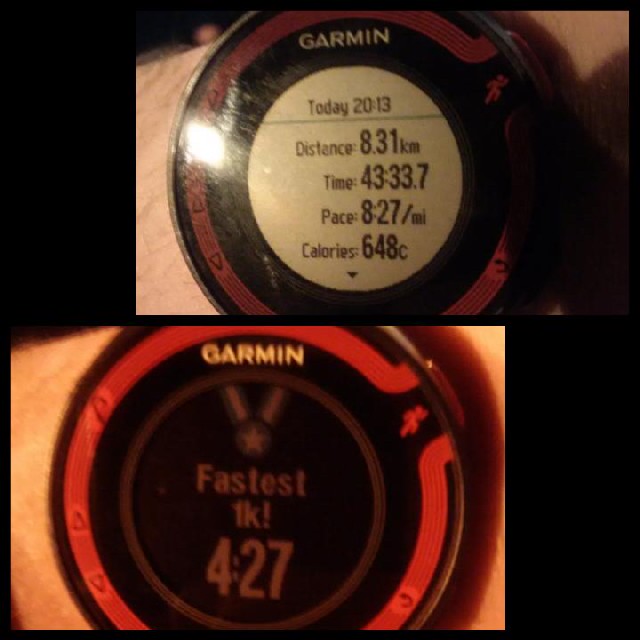 GARMIN
Today 20:13
Distance: 8.31km
Time: 43:33.7
Pace: 8:27/mi
Calories: 648c
GARMIN
Fastest
1k!
4:27